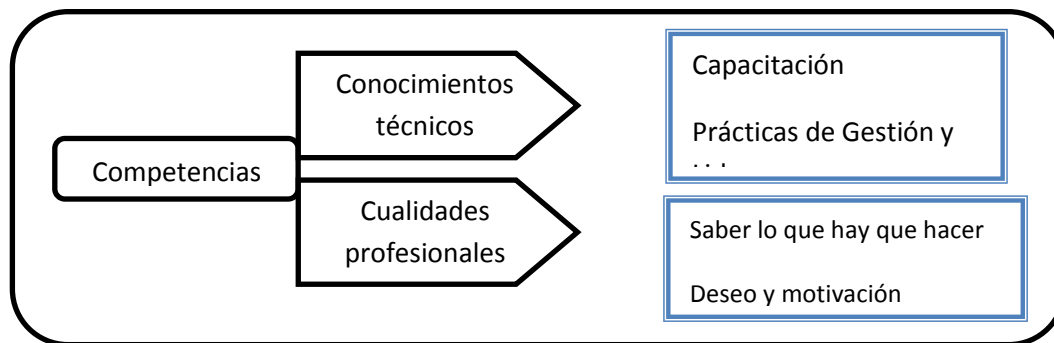 Competencias
Conocimientos
técnicos
Cualidades
profesionales
Capacitación
Prácticas de Gestión y
Saber lo que hay que hacer
Deseo y motivación